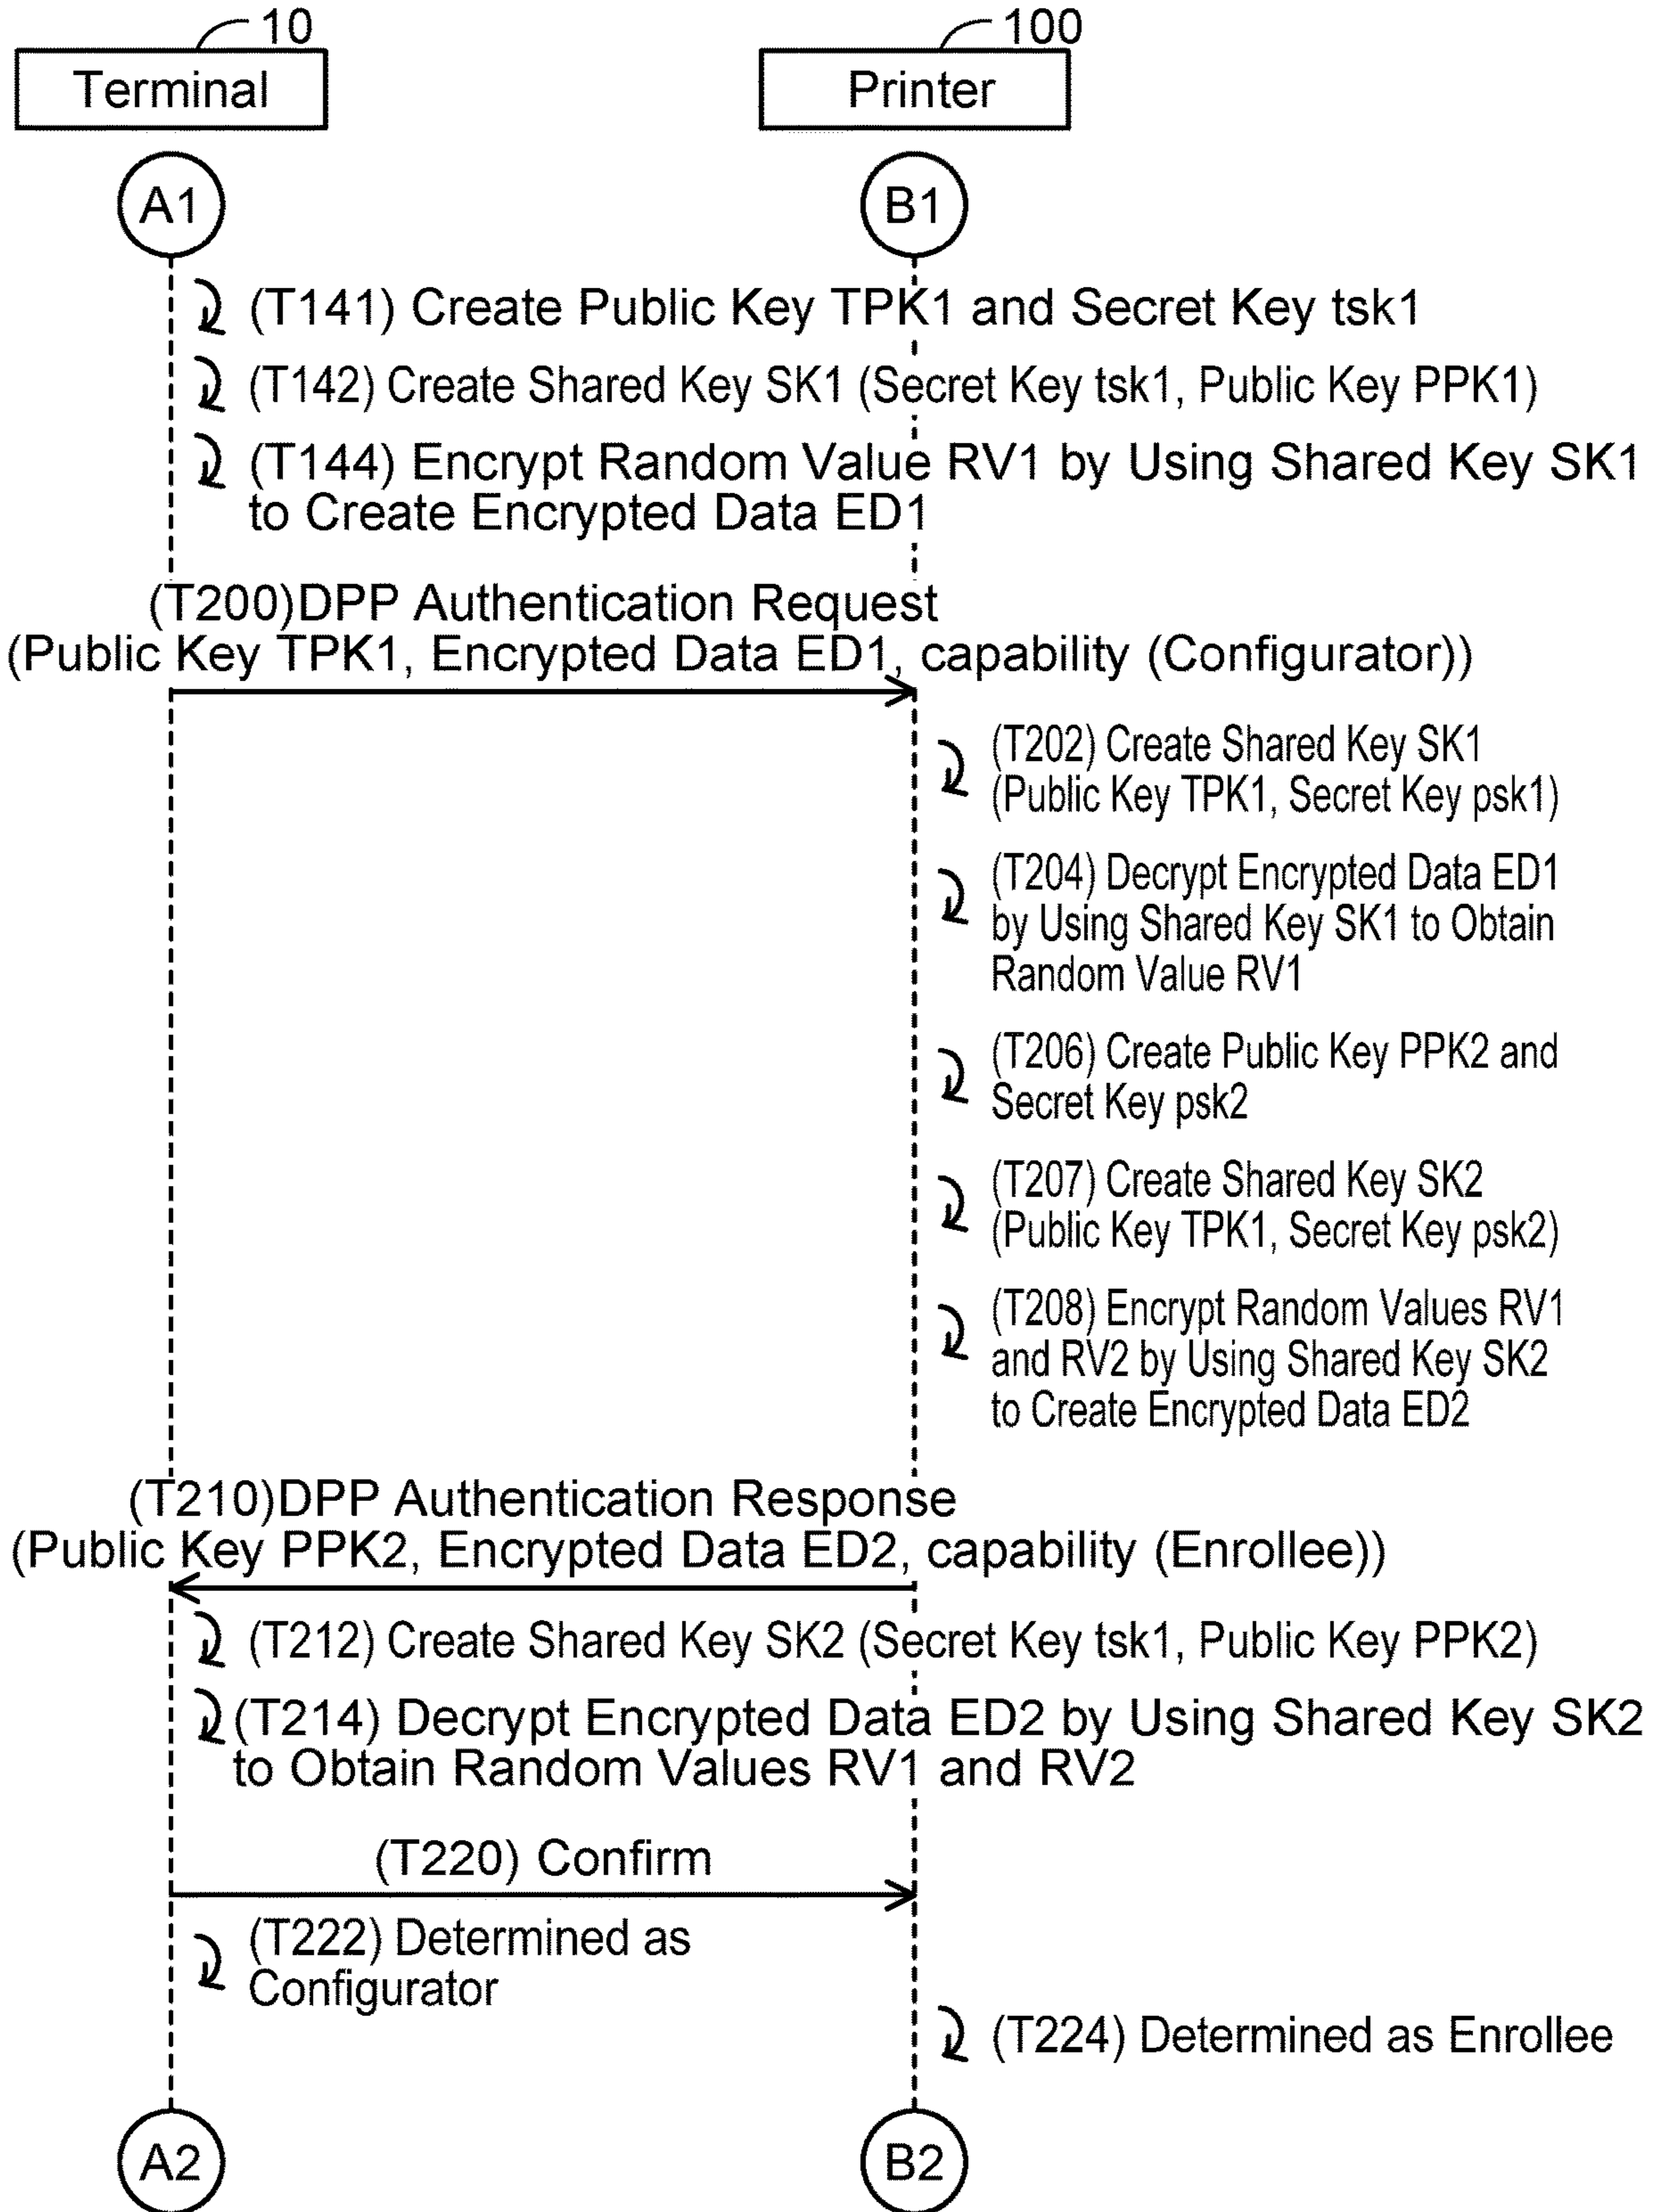 10
100
Terminal
Printer
A1
B1
(T141) Create Public Key TPK1 and Secret Key tsk1
(T142) Create Shared Key SK1 (Secret Key tsk1, Public Key PPK1)
(T144) Encrypt Random Value RV1 by Using Shared Key SK1
to Create Encrypted Data ED1
(T200)DPP Authentication Request
(Public Key TPK1, Encrypted Data ED1, capability (Configurator))
(T202) Create Shared Key SK1
(Public Key TPK1, Secret Key psk1)
(T204) Decrypt Encrypted Data ED1
by Using Shared Key SK1 to Obtain
Random Value RV1
(T206) Create Public Key PPK2 and
Secret Key psk2
(T207) Create Shared Key SK2
(Public Key TPK1, Secret Key psk2)
(T208) Encrypt Random Values RV1
and RV2 by Using Shared Key SK2
to Create Encrypted Data ED2
(T210)DPP Authentication Response
(Public Key PPK2, Encrypted Data ED2, capability (Enrollee))
(T212) Create Shared Key SK2 (Secret Key tsk1, Public Key PPK2)
(T214) Decrypt Encrypted Data ED2 by Using Shared Key SK2
to Obtain Random Values RV1 and RV2
(T220) Confirm
(T222) Determined as
Configurator
(T224) Determined as Enrollee
A2
B2